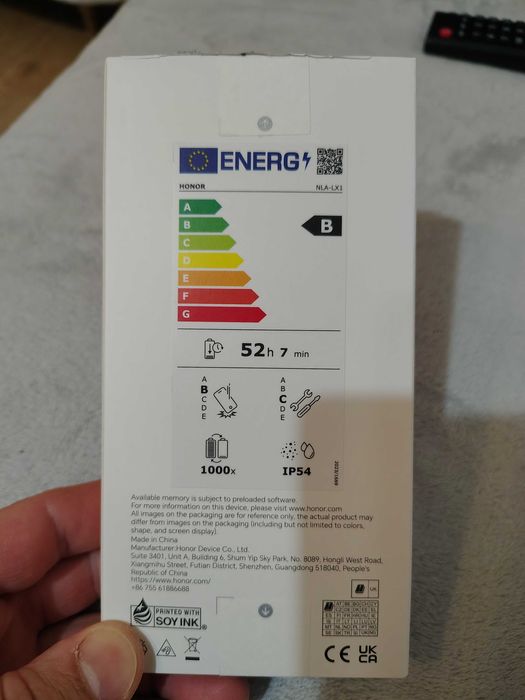 ENERG
HONOR NLA-LX1
A
B
C
D
E
F
G
B
52h 7 min
A
B
C
D
E
A
B
C
D
E
1000x
IP54
2023/1669
Available memory is subject to preloaded software.
For more information on this device, please visit www.honor.com
All images on the packaging are for reference only, the actual product may
differ from images on the packaging (including but not limited to colors,
shape, and screen display).
Made in China
Manufacturer:Honor Device Co., Ltd.
Suite 3401, Unit A, Building 6, Shum Yip Sky Park, No. 8089, Hongli West Road,
Xiangmihu Street, Futian District, Shenzhen, Guangdong 518040, People's
Republic of China
https://www.honor.com/
+86 755 61886688
PRINTED WITH
SOY INK
UK
CE UK
CA